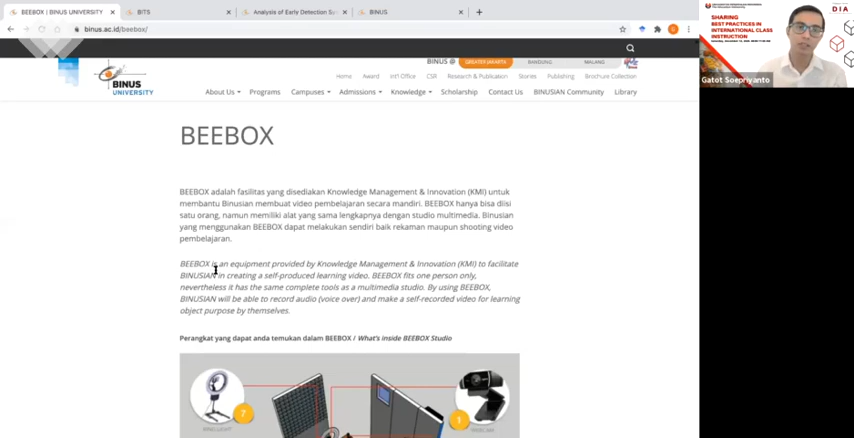 BEEBOX | BINUS UNIVERSITY
BITS
Analysis of Early Detection Sa
BINUS
binus.ac.id/beebox/
BINUS @ GREATER JAKARTA BANDUNG MALANG
Home Award Int'l Office CSR Research & Publication Stories Publishing Brochure Collection
BINUS
UNIVERSITY
About Us Programs Campuses Admissions Knowledge Scholarship Contact Us BINUSIAN Community Library
BEEBOX
BEEBOX adalah fasilitas yang disediakan Knowledge Management & Innovation (KMI) untuk
membantu Binusian membuat video pembelajaran secara mandiri. BEEBOX hanya bisa diisi
satu orang, namun memiliki alat yang sama lengkapnya dengan studio multimedia. Binusian
yang menggunakan BEEBOX dapat melakukan sendiri baik rekaman maupun shooting video
pembelajaran.
BEEBOX is an equipment provided by Knowledge Management & Innovation (KMI) to facilitate
BINUSIAN in creating a self-produced learning video. BEEBOX fits one person only,
nevertheless it has the same complete tools as a multimedia studio. By using BEEBOX,
BINUSIAN will be able to record audio (voice over) and make a self-recorded video for learning
object purpose by themselves.
Perangkat yang dapat anda temukan dalam BEEBOX / What's inside BEEBOX Studio
7
RING LIGHT
1
WEBCAM
DIA
SHARING
BEST PRACTICES IN
INTERNATIONAL CLASS
INSTRUCTION
Gatot Soepriyanto